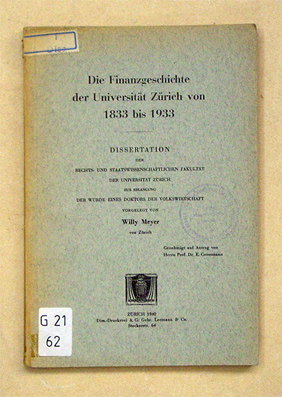 Die Finanzgeschichte
der Universität Zürich von
1833 bis 1933
DISSERTATION
DER
RECHTS- UND STAATSWISSENSCHAFTLICHEN FAKULTÄT
DER UNIVERSITÄT ZÜRICH
ZUR ERLANGUNG
DER WÜRDE EINES DOKTORS DER VOLKSWIRTSCHAFT
VORGELEGT VON
Willy Meyer
von Zürich
Genehmigt auf Antrag von
Herrn Prof. Dr. E. Grossmann
ZÜRICH 1940
Diss.-Druckerei A. G. Gebr. Leemann & Co.
Stockerstr. 64
G 21
62